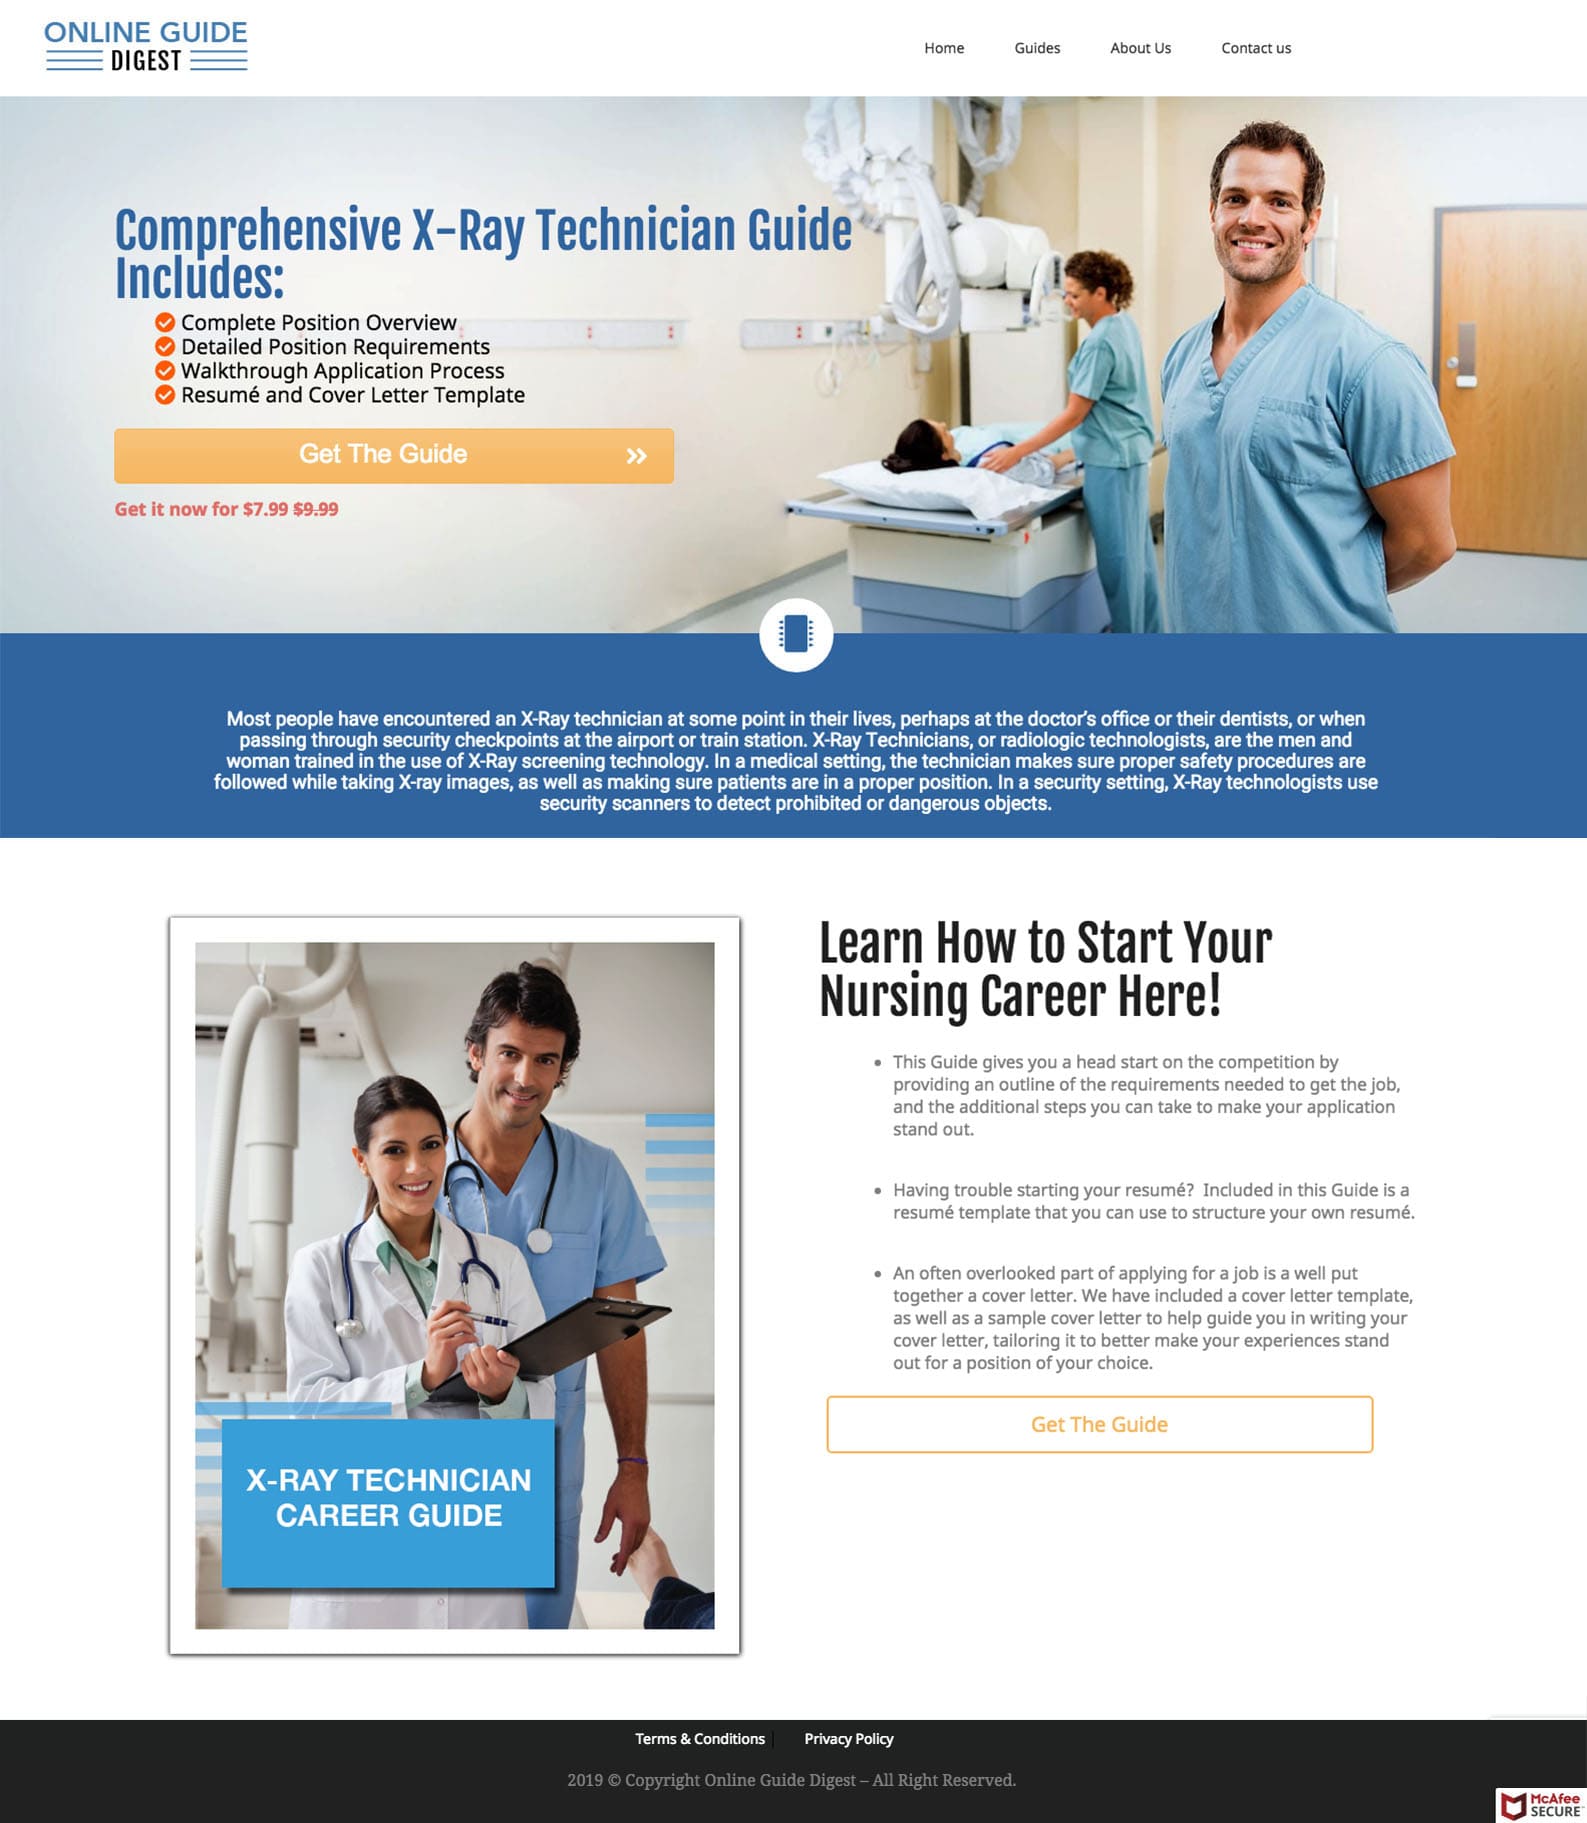 ONLINE GUIDE
DIGEST
Home Guides About Us Contact us
Comprehensive X-Ray Technician Guide
Includes:
Complete Position Overview
Detailed Position Requirements
Walkthrough Application Process
Resumé and Cover Letter Template
Get The Guide
Get it now for $7.99 $9.99
Most people have encountered an X-Ray technician at some point in their lives, perhaps at the doctor’s office or their dentists, or when
passing through security checkpoints at the airport or train station. X-Ray Technicians, or radiologic technologists, are the men and
woman trained in the use of X-Ray screening technology. In a medical setting, the technician makes sure proper safety procedures are
followed while taking X-ray images, as well as making sure patients are in a proper position. In a security setting, X-Ray technologists use
security scanners to detect prohibited or dangerous objects.
X-RAY TECHNICIAN
CAREER GUIDE
Learn How to Start Your
Nursing Career Here!
This Guide gives you a head start on the competition by
providing an outline of the requirements needed to get the job,
and the additional steps you can take to make your application
stand out.
Having trouble starting your resumé? Included in this Guide is a
resumé template that you can use to structure your own resumé.
An often overlooked part of applying for a job is a well put
together a cover letter. We have included a cover letter template,
as well as a sample cover letter to help guide you in writing your
cover letter, tailoring it to better make your experiences stand
out for a position of your choice.
Get The Guide
Terms & Conditions | Privacy Policy
2019 © Copyright Online Guide Digest – All Right Reserved.
McAfee
SECURE